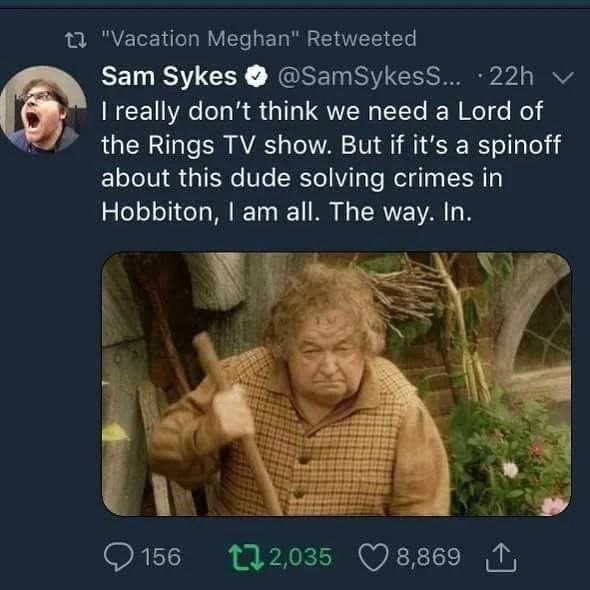 "Vacation Meghan" Retweeted
Sam Sykes @SamSykesS... · 22h
I really don’t think we need a Lord of
the Rings TV show. But if it’s a spinoff
about this dude solving crimes in
Hobbiton, I am all. The way. In.
156 2,035 8,869